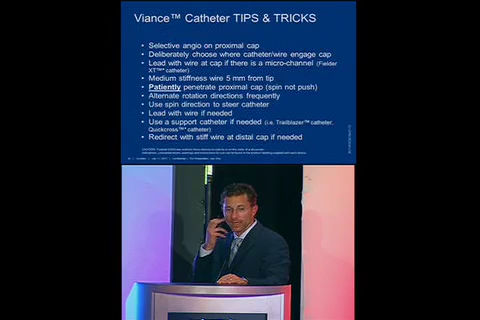 Viance™ Catheter TIPS & TRICKS
• Selective angio on proximal cap
• Deliberately choose where catheter/wire engage cap
• Lead with wire at cap if there is a micro-channel (Fielder
XT™* catheter)
• Medium stiffness wire 5 mm from tip
• Patiently penetrate proximal cap (spin not push)
• Alternate rotation directions frequently
• Use spin direction to steer catheter
• Lead with wire if needed
• Use a support catheter if needed (i.e. Trailblazer™ catheter,
Quickcross™* catheter)
• Redirect with stiff wire at distal cap if needed